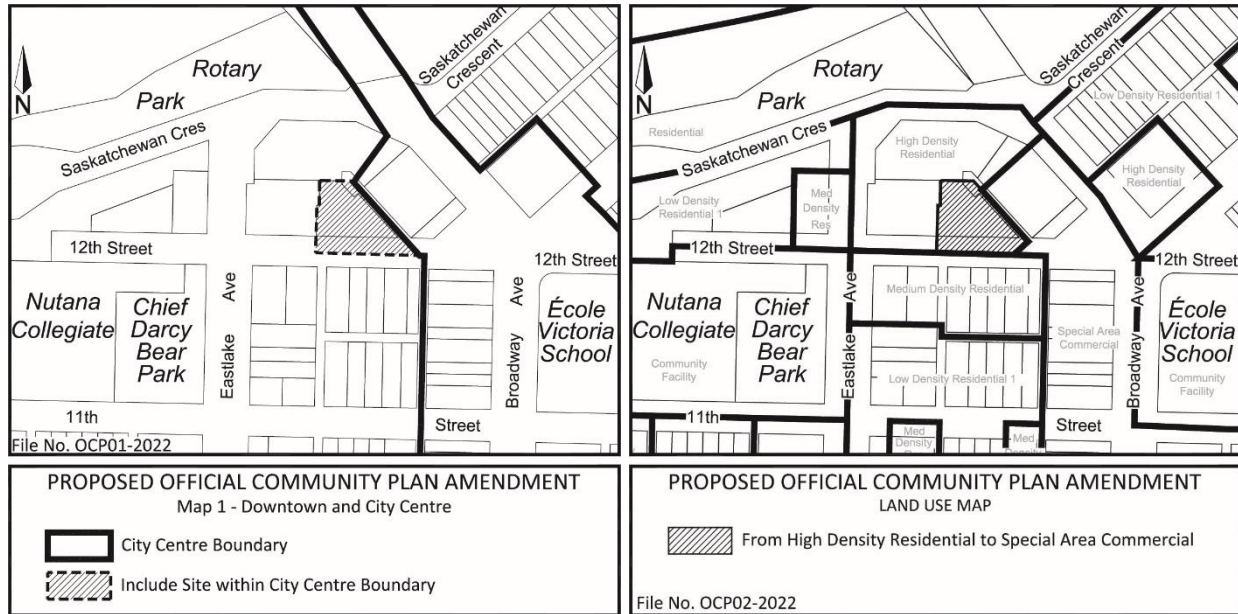 Rotary
Park
N
Saskatchewan Cres
Saskatchewan
Crescent
12th Street
12th Street
Nutana
Collegiate
Chief
Darcy
Bear
Park
Eastlake Ave
Broadway Ave
École
Victoria
School
11th
Street
File No. OCP01-2022
PROPOSED OFFICIAL COMMUNITY PLAN AMENDMENT
Map 1 - Downtown and City Centre
City Centre Boundary
Include Site within City Centre Boundary
Rotary
Park
N
Saskatchewan Cres
Saskatchewan
Crescent
Low Density Residential 1
Residential
High Density
Residential
High Density
Residential
Low Density
Residential 1
Med
Density
Res
12th Street
12th Street
Nutana
Collegiate
Chief
Darcy
Bear
Park
Community
Facility
Eastlake Ave
Medium Density Residential
Special Area
Commercial
Low Density Residential 1
Broadway Ave
École
Victoria
School
Community
Facility
11th
Street
Med
Density
Med
PROPOSED OFFICIAL COMMUNITY PLAN AMENDMENT
LAND USE MAP
From High Density Residential to Special Area Commercial
File No. OCP02-2022